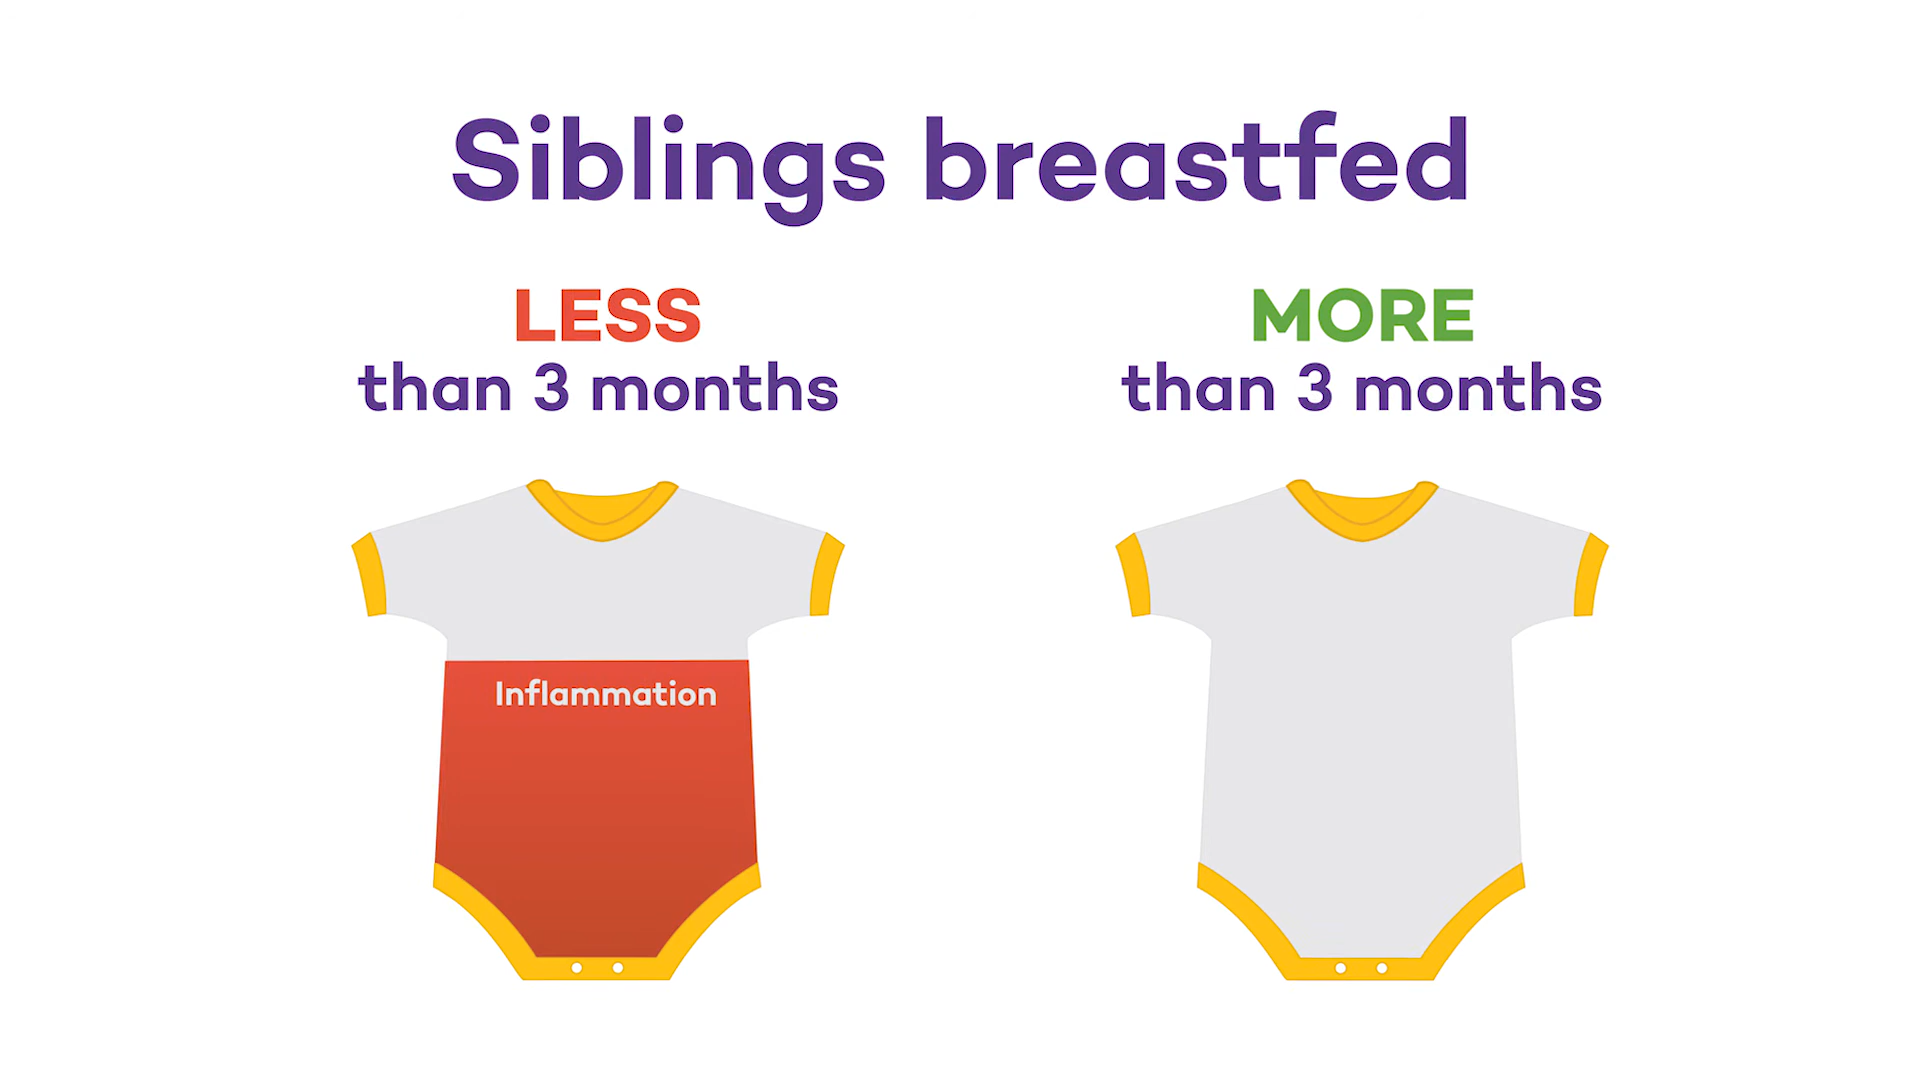 Siblings breastfed
LESS
than 3 months
MORE
than 3 months
Inflammation